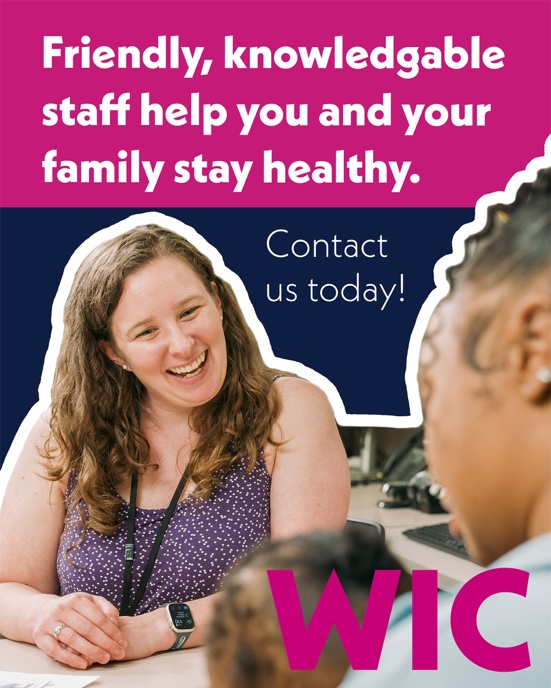 Friendly, knowledgable
staff help you and your
family stay healthy.
Contact
us today!
WIC